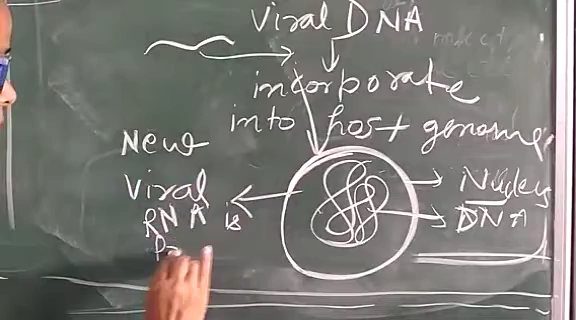 Viral DNA
incorporate
into host genome
New
Viral
RNA is
Nucleus
DNA